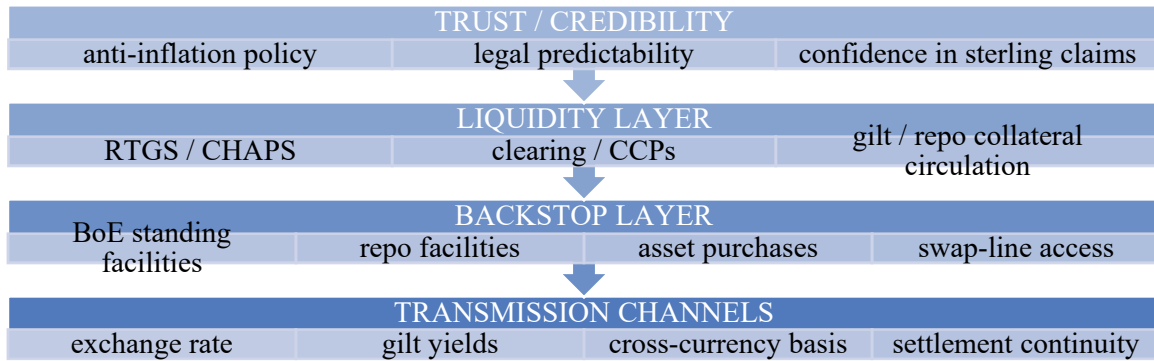 TRUST / CREDIBILITY
anti-inflation policy legal predictability confidence in sterling claims
LIQUIDITY LAYER
RTGS / CHAPS clearing / CCPs gilt / repo collateral
circulation
BACKSTOP LAYER
BoE standing
facilities repo facilities asset purchases swap-line access
TRANSMISSION CHANNELS
exchange rate gilt yields cross-currency basis settlement continuity